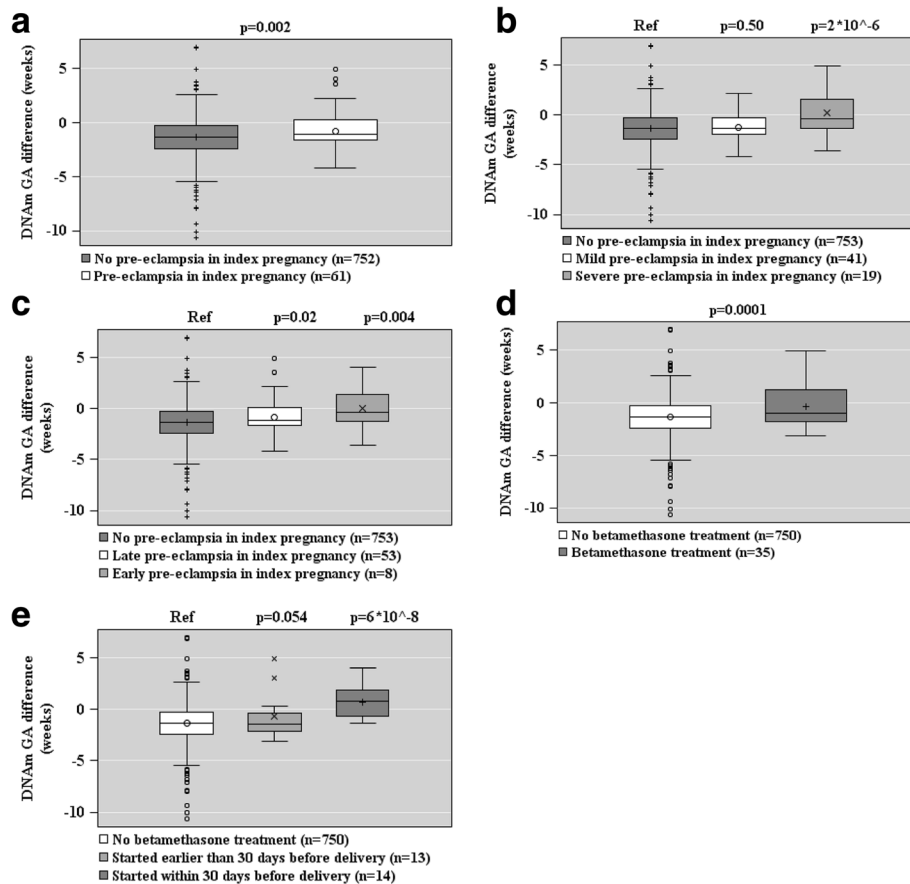 a
p=0.002
DNAm GA difference (weeks)
5
0
-5
-10
No pre-eclampsia in index pregnancy (n=752)
Pre-eclampsia in index pregnancy (n=61)
b
Ref p=0.50 p=2*10^-6
DNAm GA difference
(weeks)
5
0
-5
-10
No pre-eclampsia in index pregnancy (n=753)
Mild pre-eclampsia in index pregnancy (n=41)
Severe pre-eclampsia in index pregnancy (n=19)
c
Ref p=0.02 p=0.004
DNAm GA difference
(weeks)
5
0
-5
-10
No pre-eclampsia in index pregnancy (n=753)
Late pre-eclampsia in index pregnancy (n=53)
Early pre-eclampsia in index pregnancy (n=8)
d
p=0.0001
DNAm GA difference (weeks)
5
0
-5
-10
No betamethasone treatment (n=750)
Betamethasone treatment (n=35)
e
Ref p=0.054 p=6*10^-8
DNAm GA difference
(weeks)
5
0
-5
-10
No betamethasone treatment (n=750)
Started earlier than 30 days before delivery (n=13)
Started within 30 days before delivery (n=14)